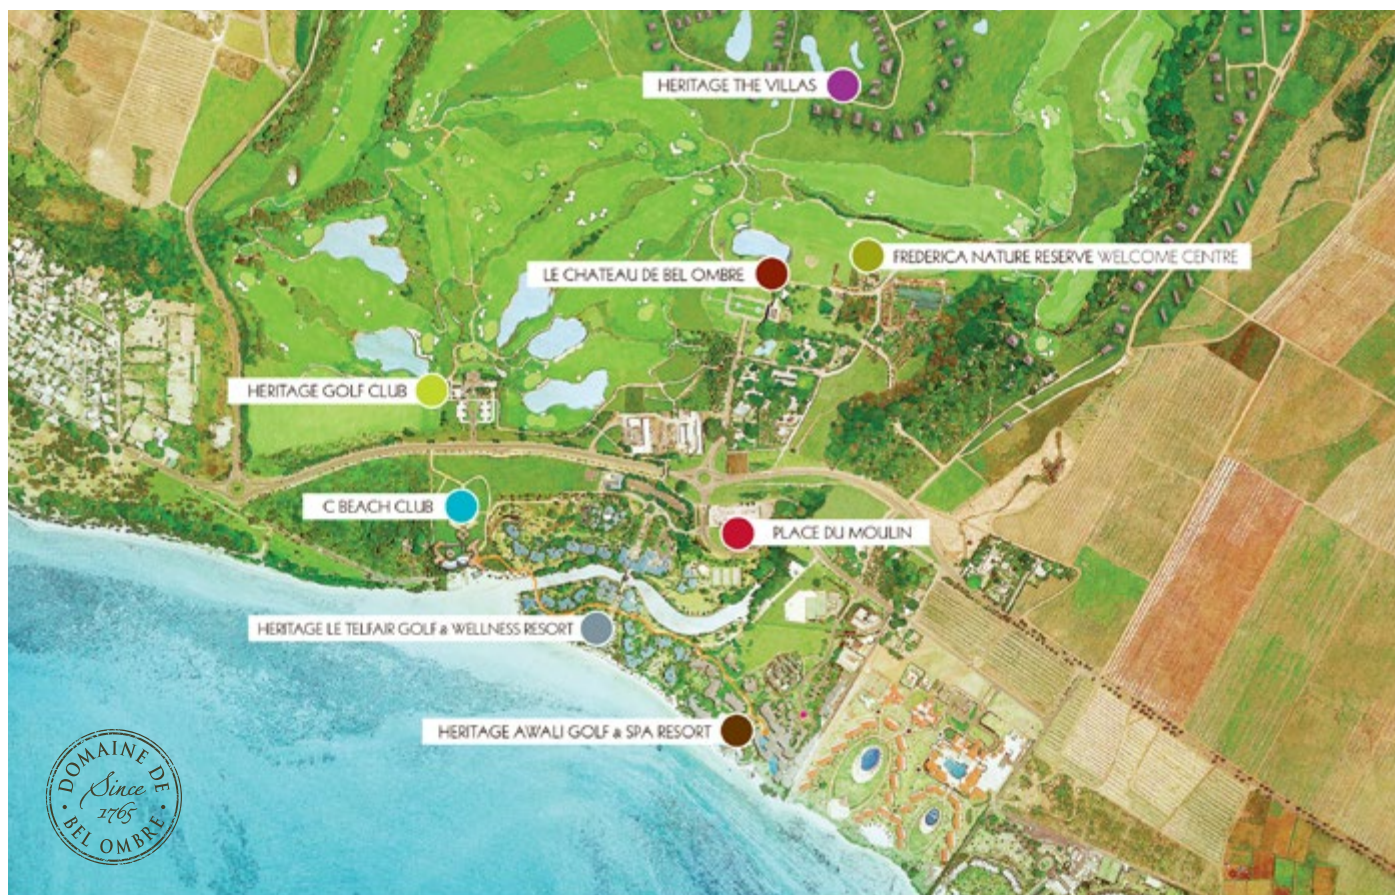 HERITAGE THE VILLAS
FREDERICA NATURE RESERVE WELCOME CENTRE
LE CHATEAU DE BEL OMBRE
HERITAGE GOLF CLUB
C BEACH CLUB
PLACE DU MOULIN
HERITAGE LE TELFAIR GOLF & WELLNESS RESORT
HERITAGE AWALI GOLF & SPA RESORT
DOMAINE DE
Since
1765
BEL OMBRE